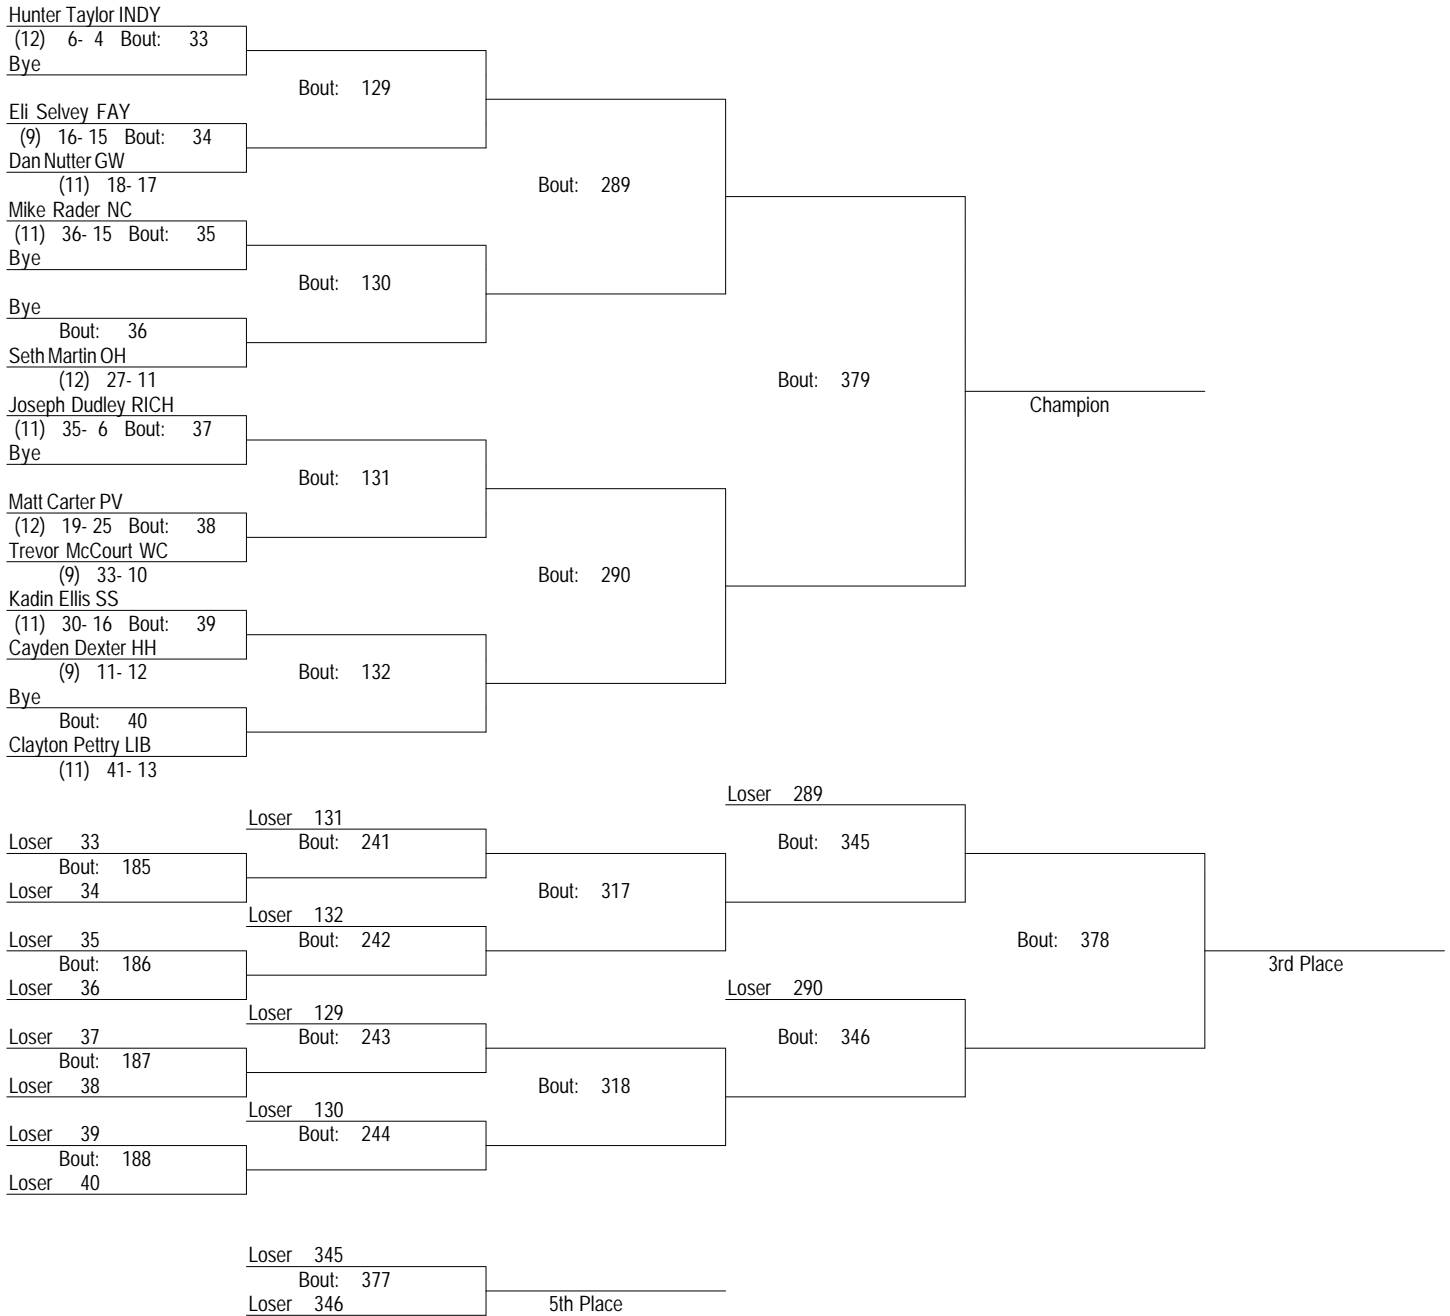 Hunter Taylor INDY
(12) 6- 4 Bout: 33
Bye
Bout: 129
Eli Selvey FAY
(9) 16- 15 Bout: 34
Dan Nutter GW
(11) 18- 17
Bout: 289
Mike Rader NC
(11) 36- 15 Bout: 35
Bye
Bout: 130
Bye
Bout: 36
Seth Martin OH
(12) 27- 11
Bout: 379
Champion
Joseph Dudley RICH
(11) 35- 6 Bout: 37
Bye
Bout: 131
Matt Carter PV
(12) 19- 25 Bout: 38
Trevor McCourt WC
(9) 33- 10
Bout: 290
Kadin Ellis SS
(11) 30- 16 Bout: 39
Cayden Dexter HH
(9) 11- 12
Bout: 132
Bye
Bout: 40
Clayton Pettry LIB
(11) 41- 13
Loser 289
Loser 131
Loser 33
Bout: 241
Bout: 345
Bout: 185
Loser 34
Bout: 317
Loser 132
Loser 35
Bout: 242
Bout: 378
Bout: 186
3rd Place
Loser 36
Loser 290
Loser 129
Loser 37
Bout: 243
Bout: 346
Bout: 187
Loser 38
Bout: 318
Loser 130
Loser 39
Bout: 244
Bout: 188
Loser 40
Loser 345
Bout: 377
Loser 346
5th Place